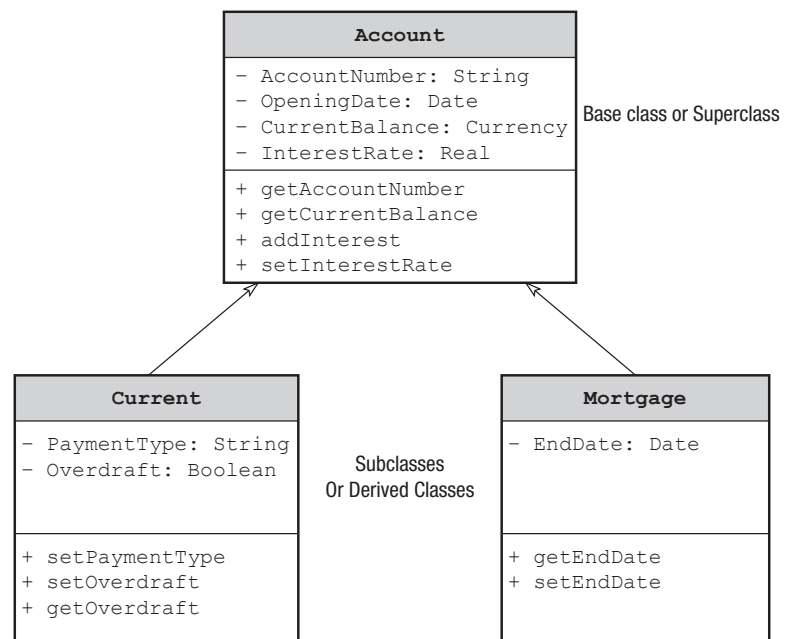 Account
- AccountNumber: String
- OpeningDate: Date
- CurrentBalance: Currency
- InterestRate: Real
+ getAccountNumber
+ getCurrentBalance
+ addInterest
+ setInterestRate
Base class or Superclass
Current
- PaymentType: String
- Overdraft: Boolean
+ setPaymentType
+ setOverdraft
+ getOverdraft
Subclasses
Or Derived Classes
Mortgage
- EndDate: Date
+ getEndDate
+ setEndDate